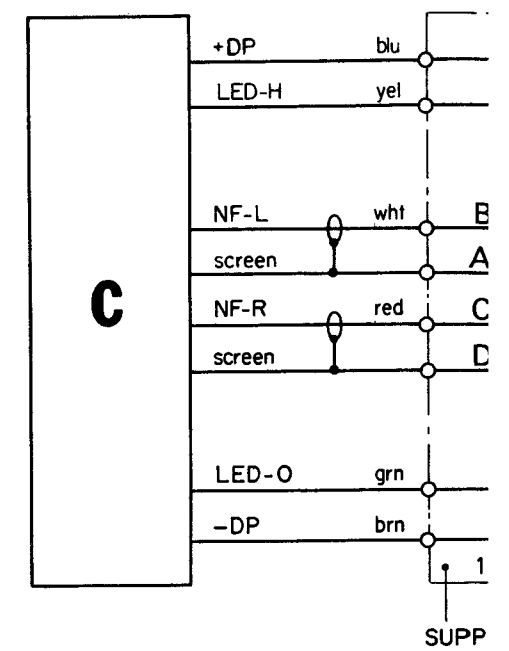 +DP blu
LED-H yel
NF-L wht B
screen A
C
NF-R red C
screen D
LED-O grn
-DP brn
1
SUPP